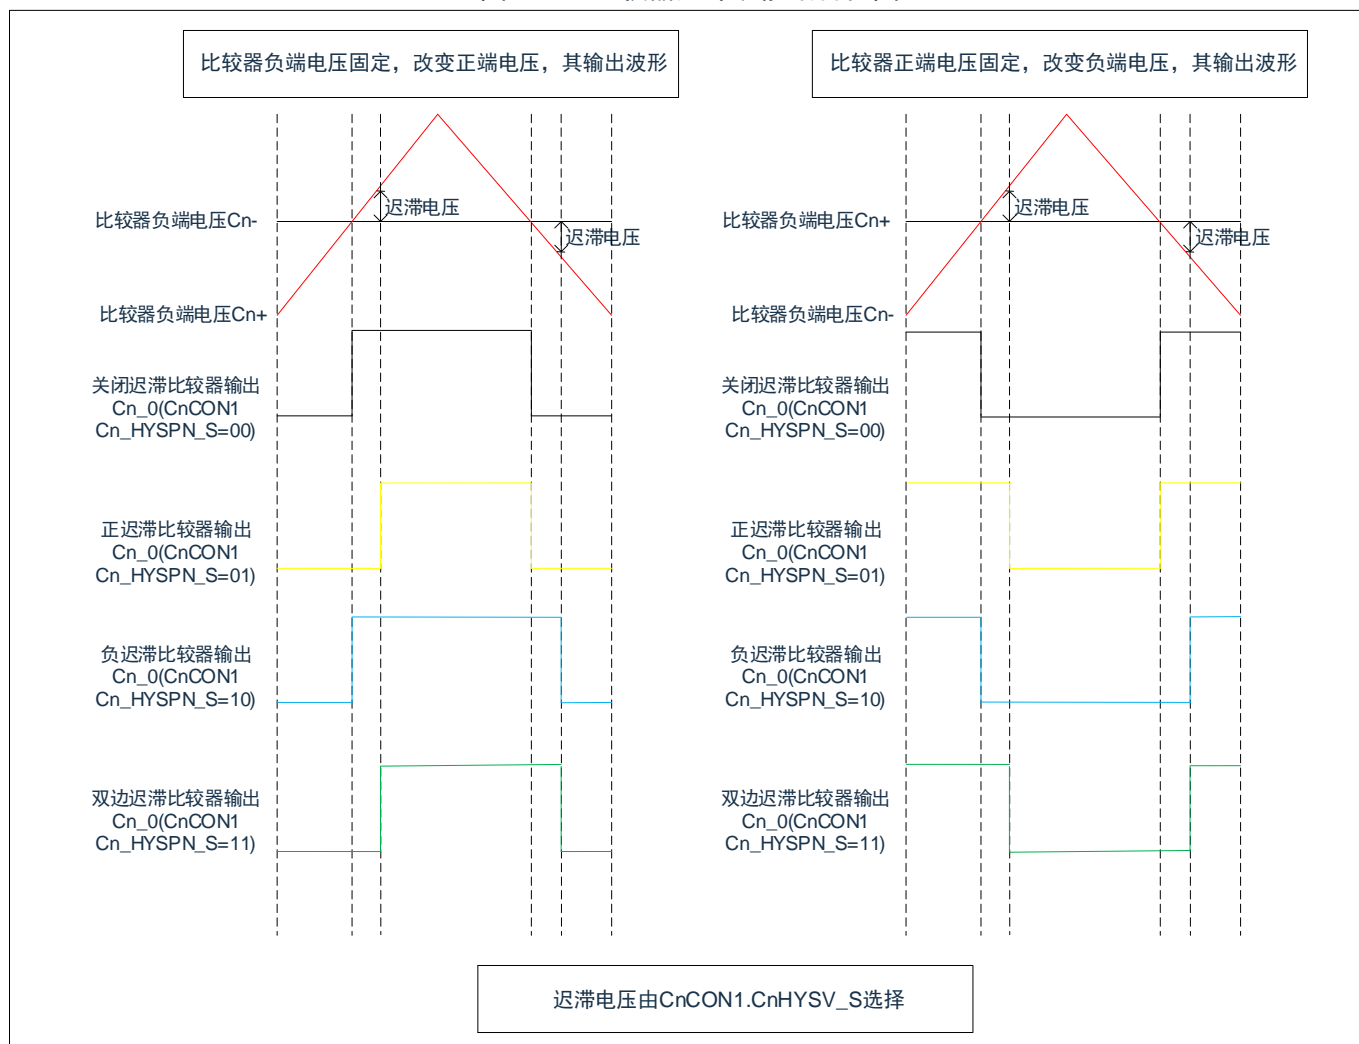 比较器负端电压固定，改变正端电压，其输出波形
比较器正端电压固定，改变负端电压，其输出波形
迟滞电压
比较器负端电压Cn-
迟滞电压
比较器负端电压Cn+
关闭迟滞比较器输出
Cn_0(CnCON1
Cn_HYSPN_S=00)
正迟滞比较器输出
Cn_0(CnCON1
Cn_HYSPN_S=01)
负迟滞比较器输出
Cn_0(CnCON1
Cn_HYSPN_S=10)
双边迟滞比较器输出
Cn_0(CnCON1
Cn_HYSPN_S=11)
迟滞电压
比较器负端电压Cn+
迟滞电压
比较器负端电压Cn-
关闭迟滞比较器输出
Cn_0(CnCON1
Cn_HYSPN_S=00)
正迟滞比较器输出
Cn_0(CnCON1
Cn_HYSPN_S=01)
负迟滞比较器输出
Cn_0(CnCON1
Cn_HYSPN_S=10)
双边迟滞比较器输出
Cn_0(CnCON1
Cn_HYSPN_S=11)
迟滞电压由CnCON1.CnHYSV_S选择